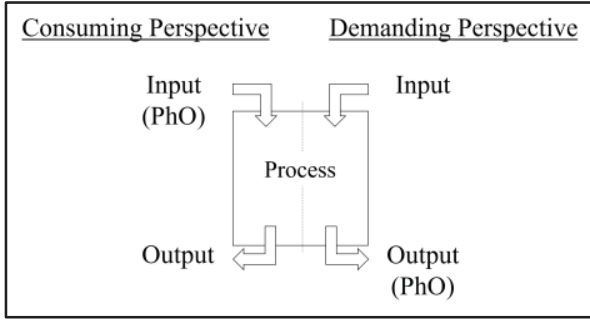 Consuming Perspective
Demanding Perspective
Input
(PhO)
Input
Process
Output
Output
(PhO)